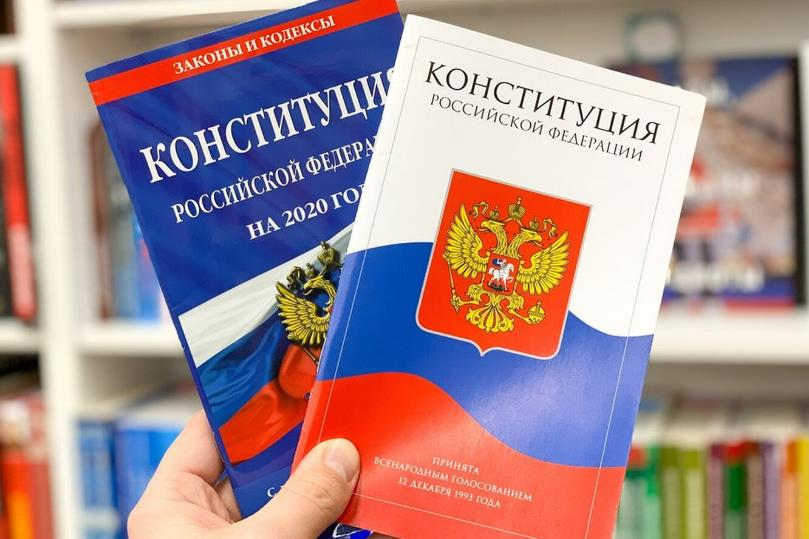 ЗАКОНЫ И КОДЕКСЫ
КОНСТИТУЦИЯ
РОССИЙСКОЙ
НА 2020
КОНСТИТУЦИЯ
РОССИЙСКОЙ ФЕДЕРАЦИИ
ПРИНЯТА
ВСЕНАРОДНЫМ ГОЛОСОВАНИЕМ
12 ДЕКАБРЯ 1993 ГОДА